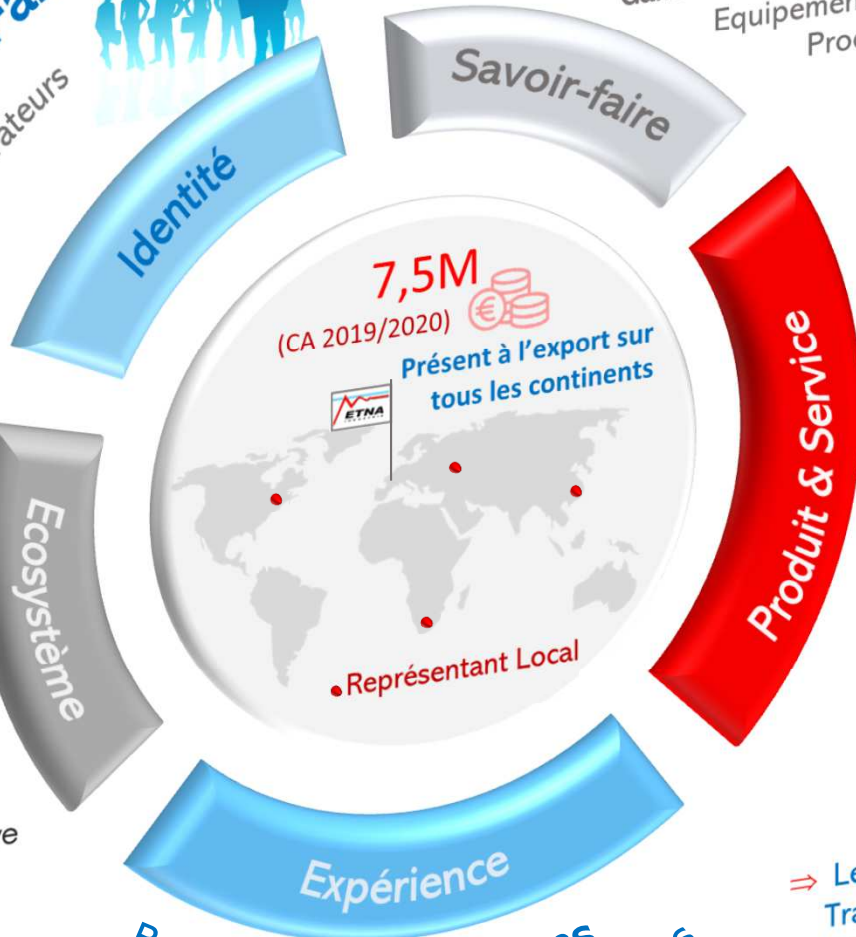 Equipemen
Pro
ateurs
Savoir-faire
Identité
7,5M
€
(CA 2019/2020)
Présent à l'export sur
tous les continents
ETNA
Produit & Service
Ecosystème
Représentant Local
Expérience
Le
Tra